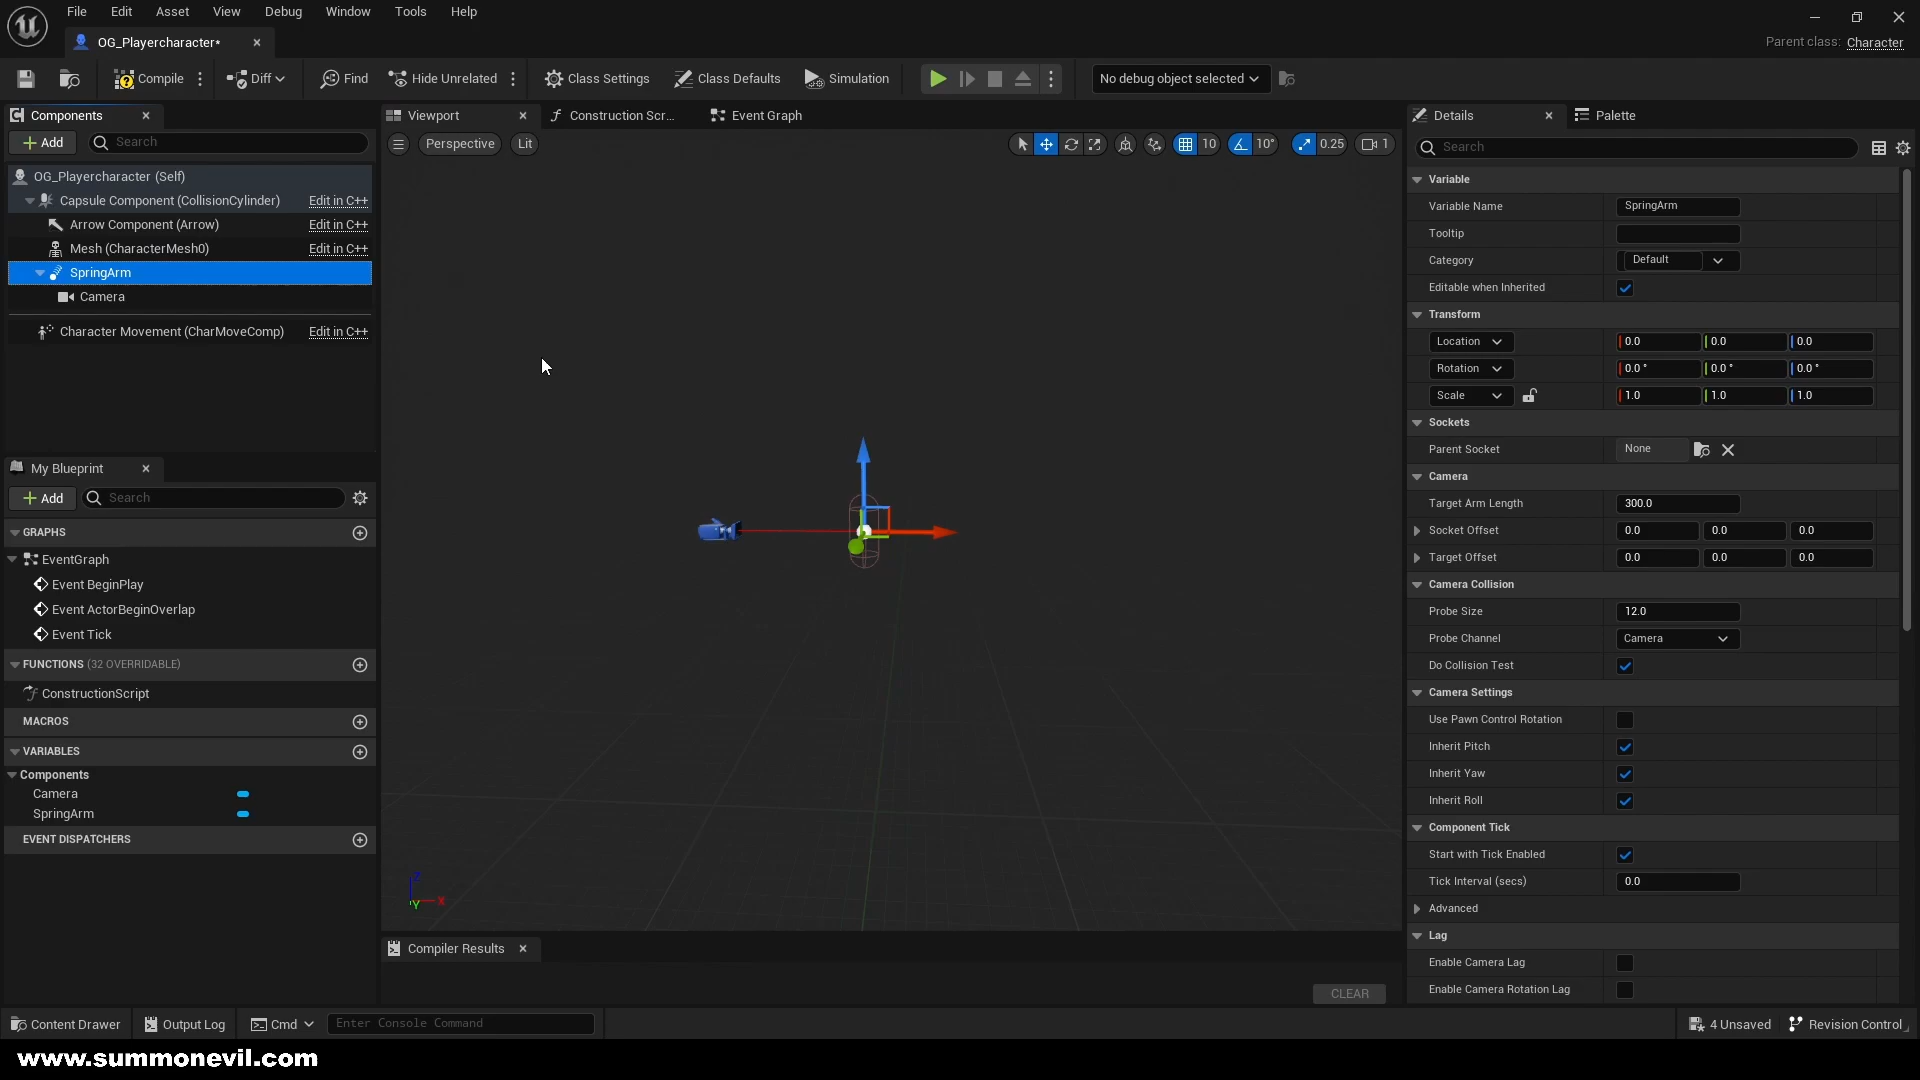 File Edit Asset View Debug Window Tools Help
OG_Playercharacter*
Parent class: Character
Compile Diff Find Hide Unrelated Class Settings Class Defaults Simulation No debug object selected
Components
Add Search
OG_Playercharacter (Self)
Capsule Component (CollisionCylinder) Edit in C++
Arrow Component (Arrow) Edit in C++
Mesh (CharacterMesh0) Edit in C++
SpringArm
Camera
Character Movement (CharMoveComp) Edit in C++
My Blueprint
Add Search
GRAPHS
EventGraph
Event BeginPlay
Event ActorBeginOverlap
Event Tick
FUNCTIONS (32 OVERRIDABLE)
ConstructionScript
MACROS
VARIABLES
Components
Camera
SpringArm
EVENT DISPATCHERS
Viewport Construction Scr... Event Graph
Perspective Lit 10 10° 0.25 1
Z
X
Y
Compiler Results
CLEAR
Details Palette
Search
Variable
Variable Name SpringArm
Tooltip
Category Default
Editable when Inherited
Transform
Location 0.0 0.0 0.0
Rotation 0.0 ° 0.0 ° 0.0 °
Scale 1.0 1.0 1.0
Sockets
Parent Socket None
Camera
Target Arm Length 300.0
Socket Offset 0.0 0.0 0.0
Target Offset 0.0 0.0 0.0
Camera Collision
Probe Size 12.0
Probe Channel Camera
Do Collision Test
Camera Settings
Use Pawn Control Rotation
Inherit Pitch
Inherit Yaw
Inherit Roll
Component Tick
Start with Tick Enabled
Tick Interval (secs) 0.0
Advanced
Lag
Enable Camera Lag
Enable Camera Rotation Lag
Content Drawer Output Log Cmd Enter Console Command 4 Unsaved Revision Control
www.summonevil.com